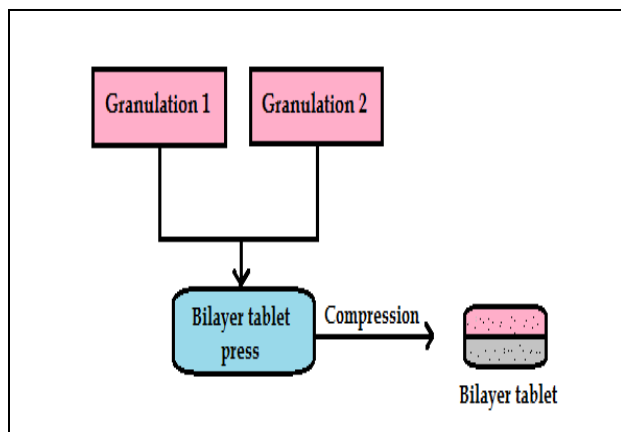 Granulation 1
Granulation 2
Bilayer tablet
press
Compression
Bilayer tablet